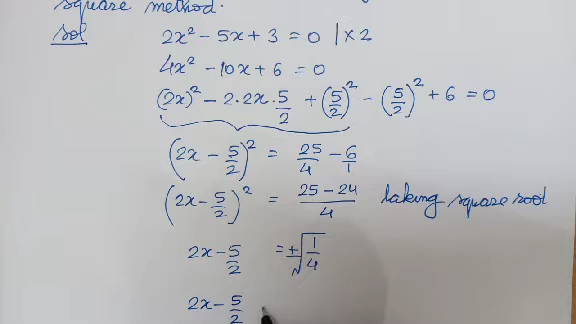 square method.
sol 2x² - 5x + 3 = 0 | × 2
4x² - 10x + 6 = 0
(2x)² - 2·2x·5/2 + (5/2)² - (5/2)² + 6 = 0
(2x - 5/2)² = 25/4 - 6/1
(2x - 5/2)² = (25 - 24)/4 taking square root
2x - 5/2 = ±√(1/4)
2x - 5/2